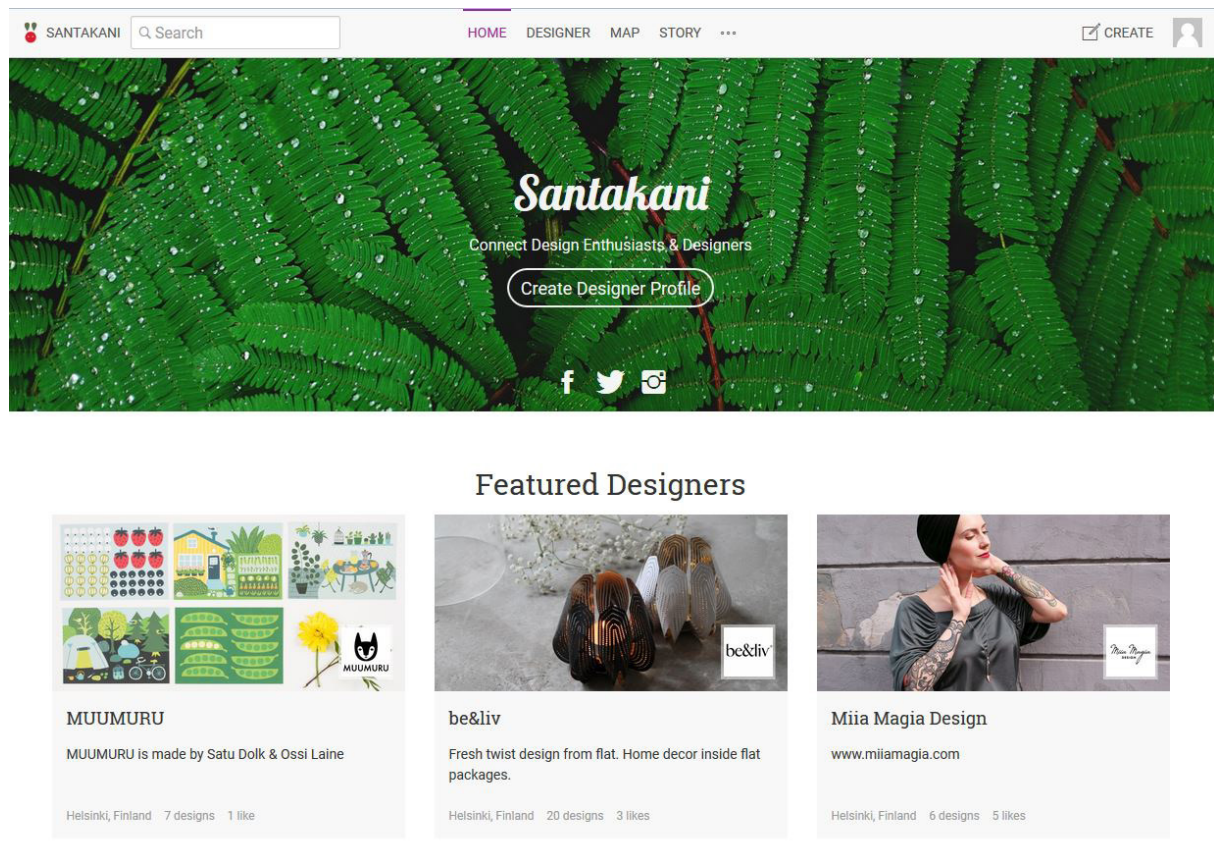 SANTAKANI
Search
HOME
DESIGNER
MAP
STORY
CREATE
Santakani
Connect Design Enthusiasts & Designers
Create Designer Profile
Featured Designers
MUUMURU
be&liv
Miia Magia
DESIGN
MUUMURU
MUUMURU is made by Satu Dolk & Ossi Laine
Helsinki, Finland 7 designs 1 like
be&liv
Fresh twist design from flat. Home decor inside flat
packages.
Helsinki, Finland 20 designs 3 likes
Miia Magia Design
www.miiamagia.com
Helsinki, Finland 6 designs 5 likes